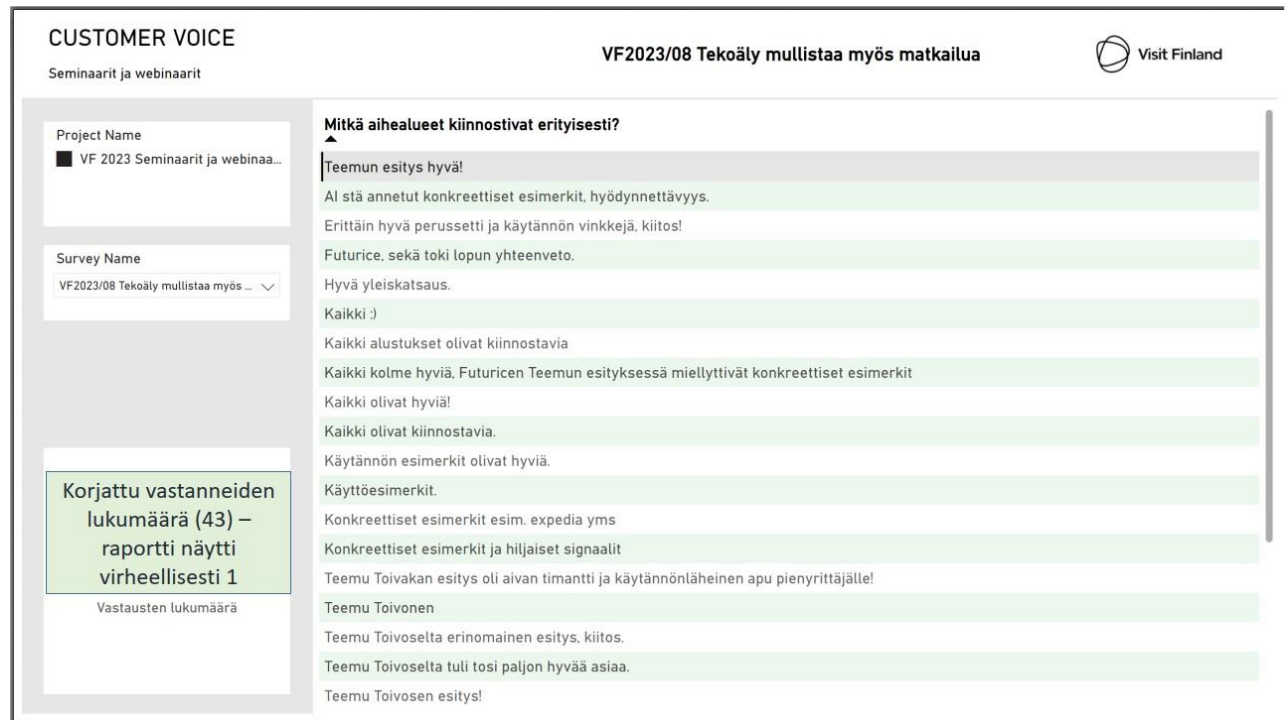 CUSTOMER VOICE
Seminaarit ja webinaarit
VF2023/08 Tekoäly mullistaa myös matkailua
Visit Finland
Project Name
VF 2023 Seminaarit ja webinaa...
Survey Name
VF2023/08 Tekoäly mullistaa myös ...
Korjattu vastanneiden
lukumäärä (43) –
raportti näytti
virheellisesti 1
Vastausten lukumäärä
Mitkä aihealueet kiinnostivat erityisesti?
Teemun esitys hyvä!
AI stä annetut konkreettiset esimerkit, hyödynnettävyys.
Erittäin hyvä perussetti ja käytännön vinkkejä, kiitos!
Futurice, sekä toki lopun yhteenveto.
Hyvä yleiskatsaus.
Kaikki :)
Kaikki alustukset olivat kiinnostavia
Kaikki kolme hyviä, Futuricen Teemun esityksessä miellyttivät konkreettiset esimerkit
Kaikki olivat hyviä!
Kaikki olivat kiinnostavia.
Käytännön esimerkit olivat hyviä.
Käyttöesimerkit.
Konkreettiset esimerkit esim. expedia yms
Konkreettiset esimerkit ja hiljaiset signaalit
Teemu Toivakan esitys oli aivan timantti ja käytännönläheinen apu pienyrittäjälle!
Teemu Toivonen
Teemu Toivoselta erinomainen esitys, kiitos.
Teemu Toivoselta tuli tosi paljon hyvää asiaa.
Teemu Toivosen esitys!